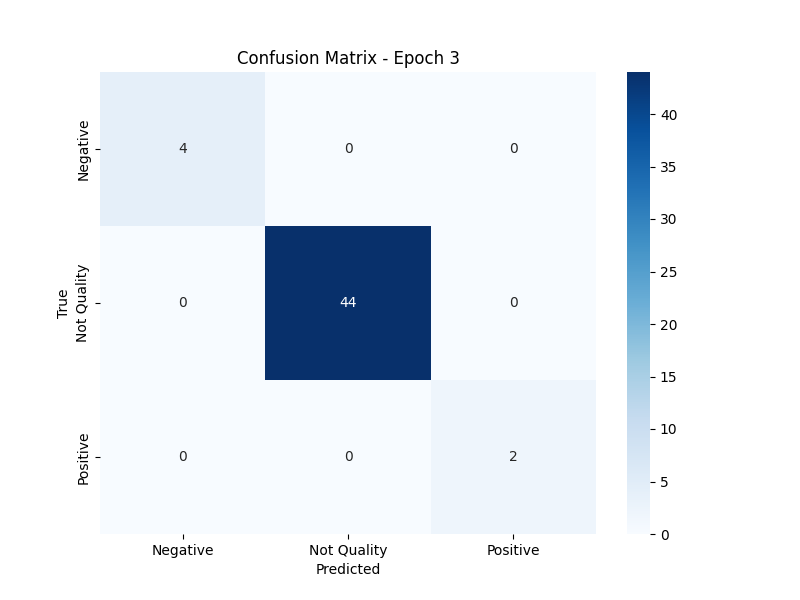 Confusion Matrix - Epoch 3
Negative
4
0
0
40
35
30
25
20
15
10
5
0
True
Not Quality
0
44
0
Positive
0
0
2
Negative
Not Quality
Positive
Predicted